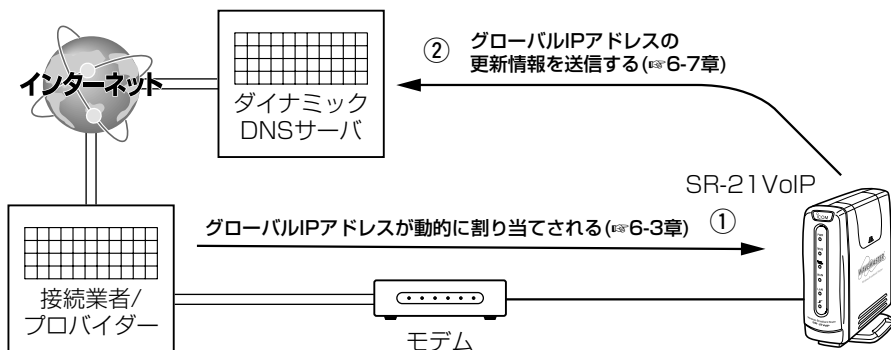 ② グローバルIPアドレスの
更新情報を送信する(☞6-7章)
インターネット
ダイナミック
DNSサーバ
SR-21VoIP
グローバルIPアドレスが動的に割り当てされる(☞6-3章) ①
接続業者/
プロバイダー
モデム
ICOM